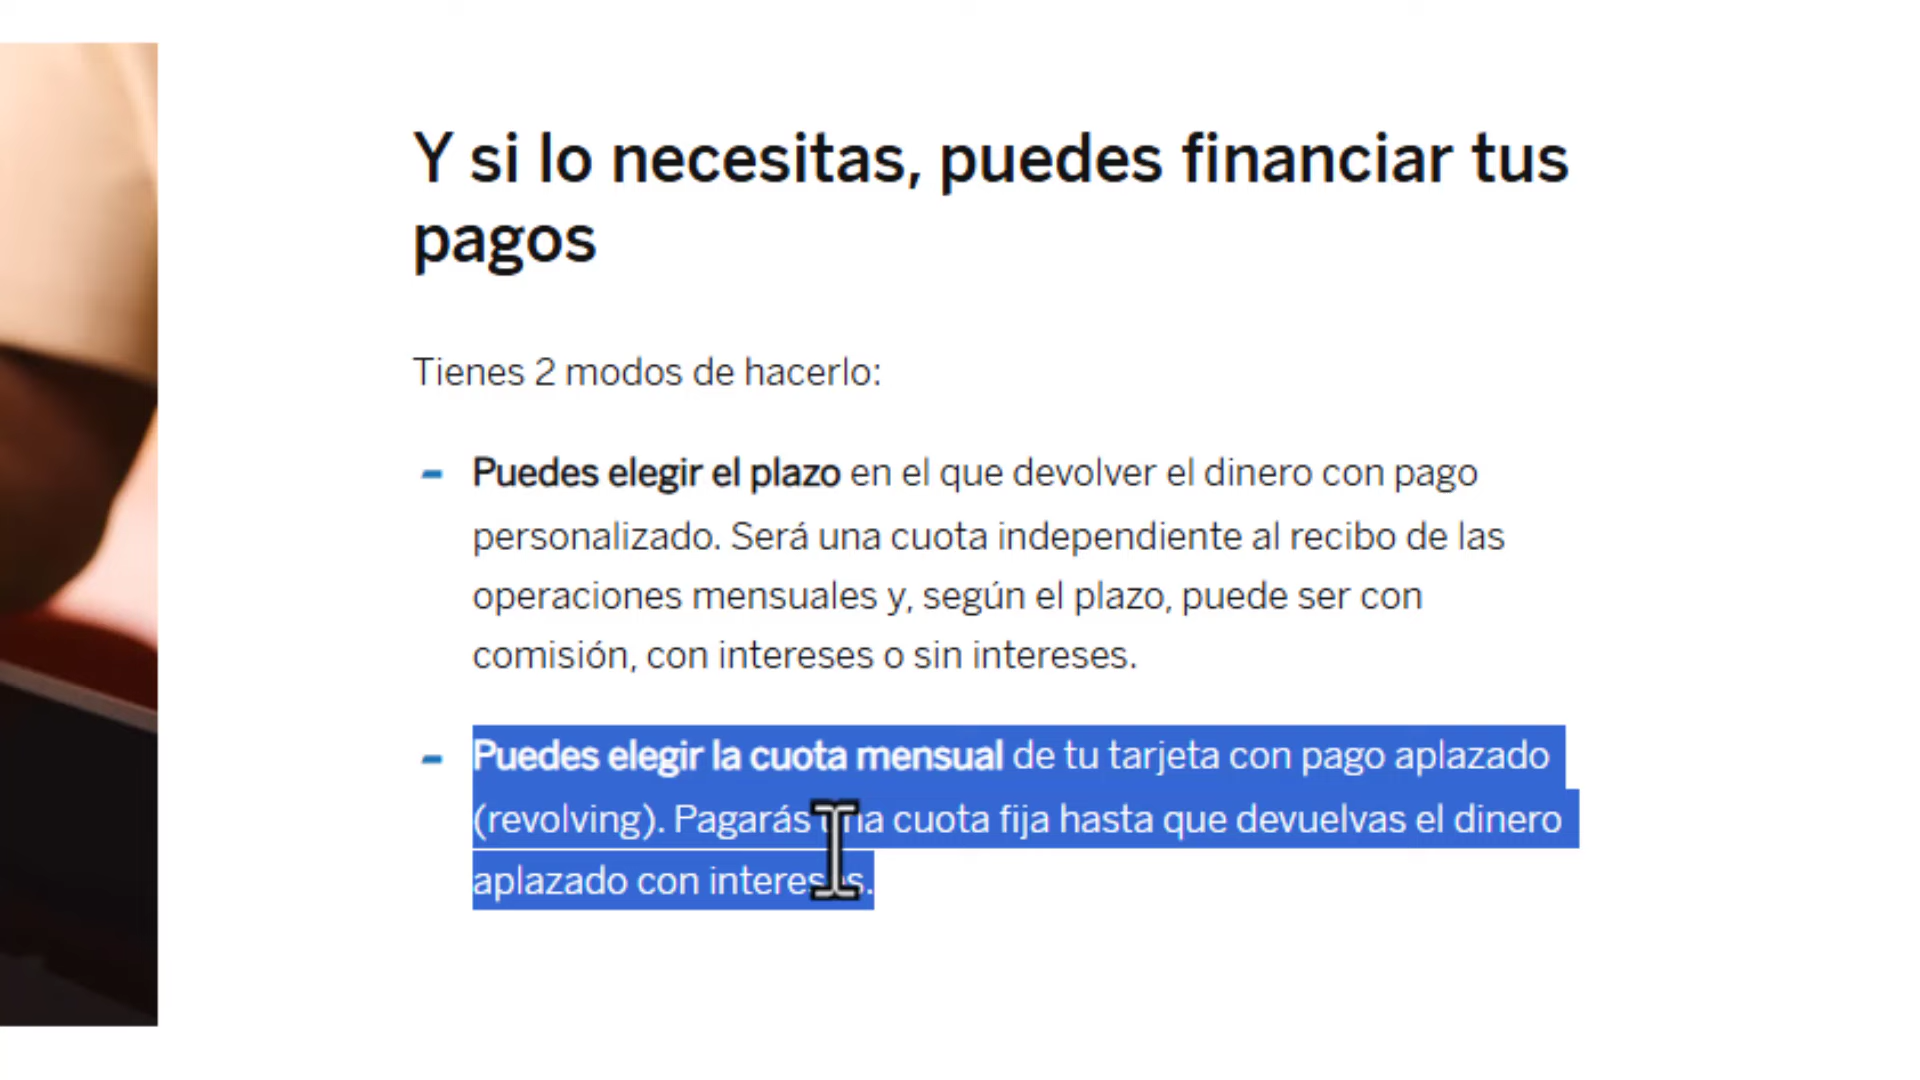 Y si lo necesitas, puedes financiar tus
pagos
Tienes 2 modos de hacerlo:
- Puedes elegir el plazo en el que devolver el dinero con pago
personalizado. Será una cuota independiente al recibo de las
operaciones mensuales y, según el plazo, puede ser con
comisión, con intereses o sin intereses.
- Puedes elegir la cuota mensual de tu tarjeta con pago aplazado
(revolving). Pagarás una cuota fija hasta que devuelvas el dinero
aplazado con intereses.